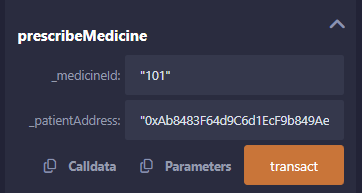 prescribeMedicine
_medicineId: "101"
_patientAddress: "0xAb8483F64d9C6d1EcF9b849Ae
Calldata Parameters transact